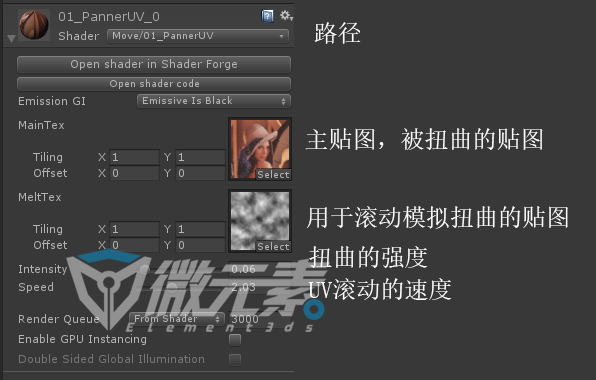 01_PannerUV_0
Shader Move/01_PannerUV
路径
Open shader in Shader Forge
Open shader code
Emission GI Emissive Is Black
MainTex
主贴图，被扭曲的贴图
Tiling X 1 Y 1
Offset X 0 Y 0
Select
MeltTex
用于滚动模拟扭曲的贴图
Tiling X 1 Y 1
Offset X 0 Y 0
Select
扭曲的强度
Intensity 0.06
Speed 2.03
UV滚动的速度
微元素
Element3ds
Render Queue From Shader 3000
Enable GPU Instancing
Double Sided Global Illumination